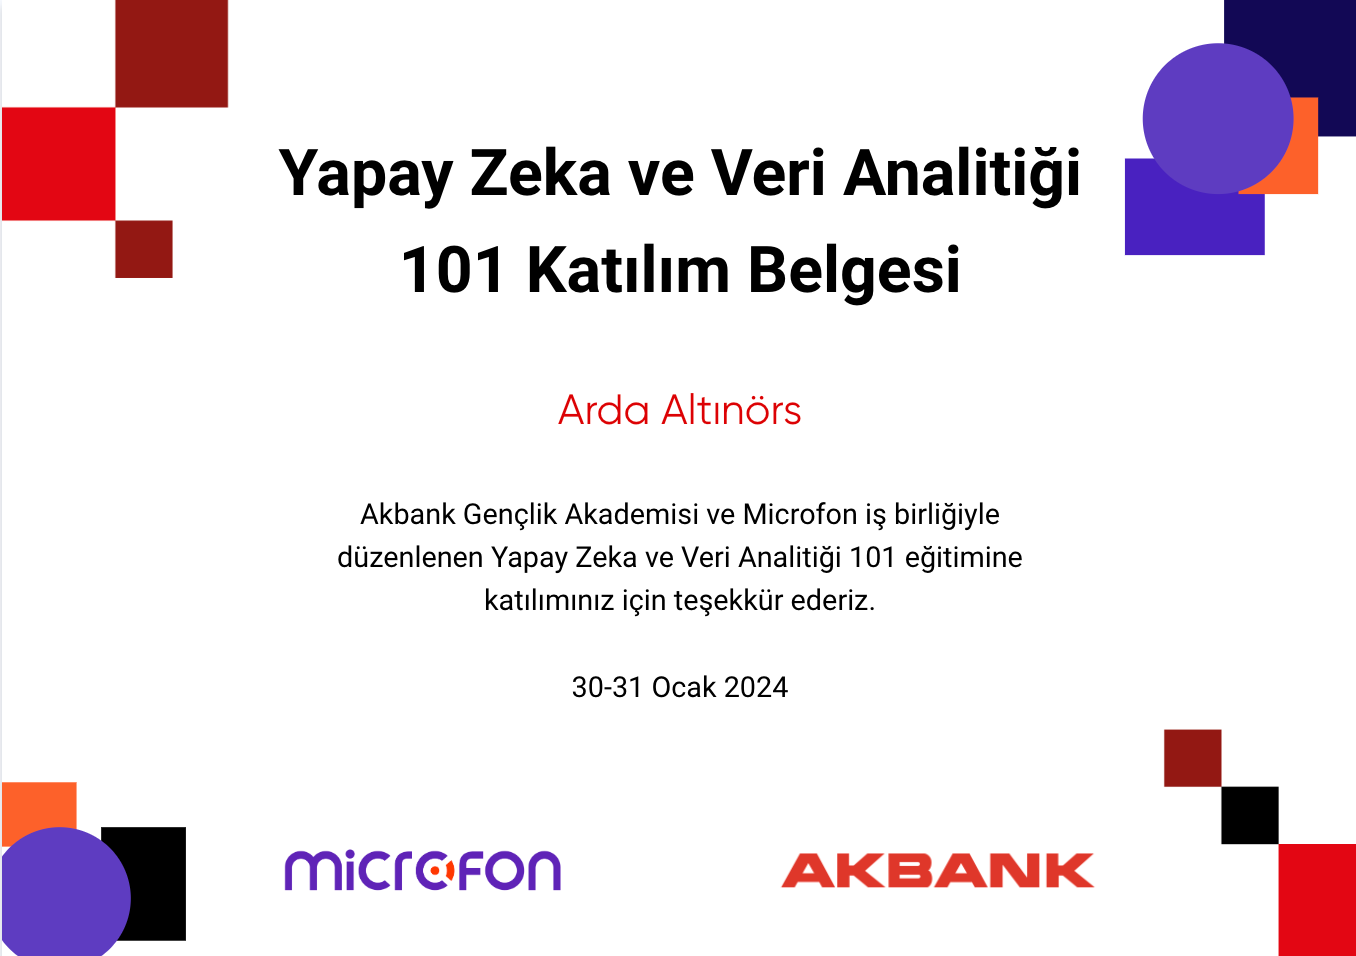 Yapay Zeka ve Veri Analitiği
101 Katılım Belgesi
Arda Altınörs
Akbank Gençlik Akademisi ve Microfon iş birliğiyle
düzenlenen Yapay Zeka ve Veri Analitiği 101 eğitimine
katılımınız için teşekkür ederiz.
30-31 Ocak 2024
microfon
AKBANK